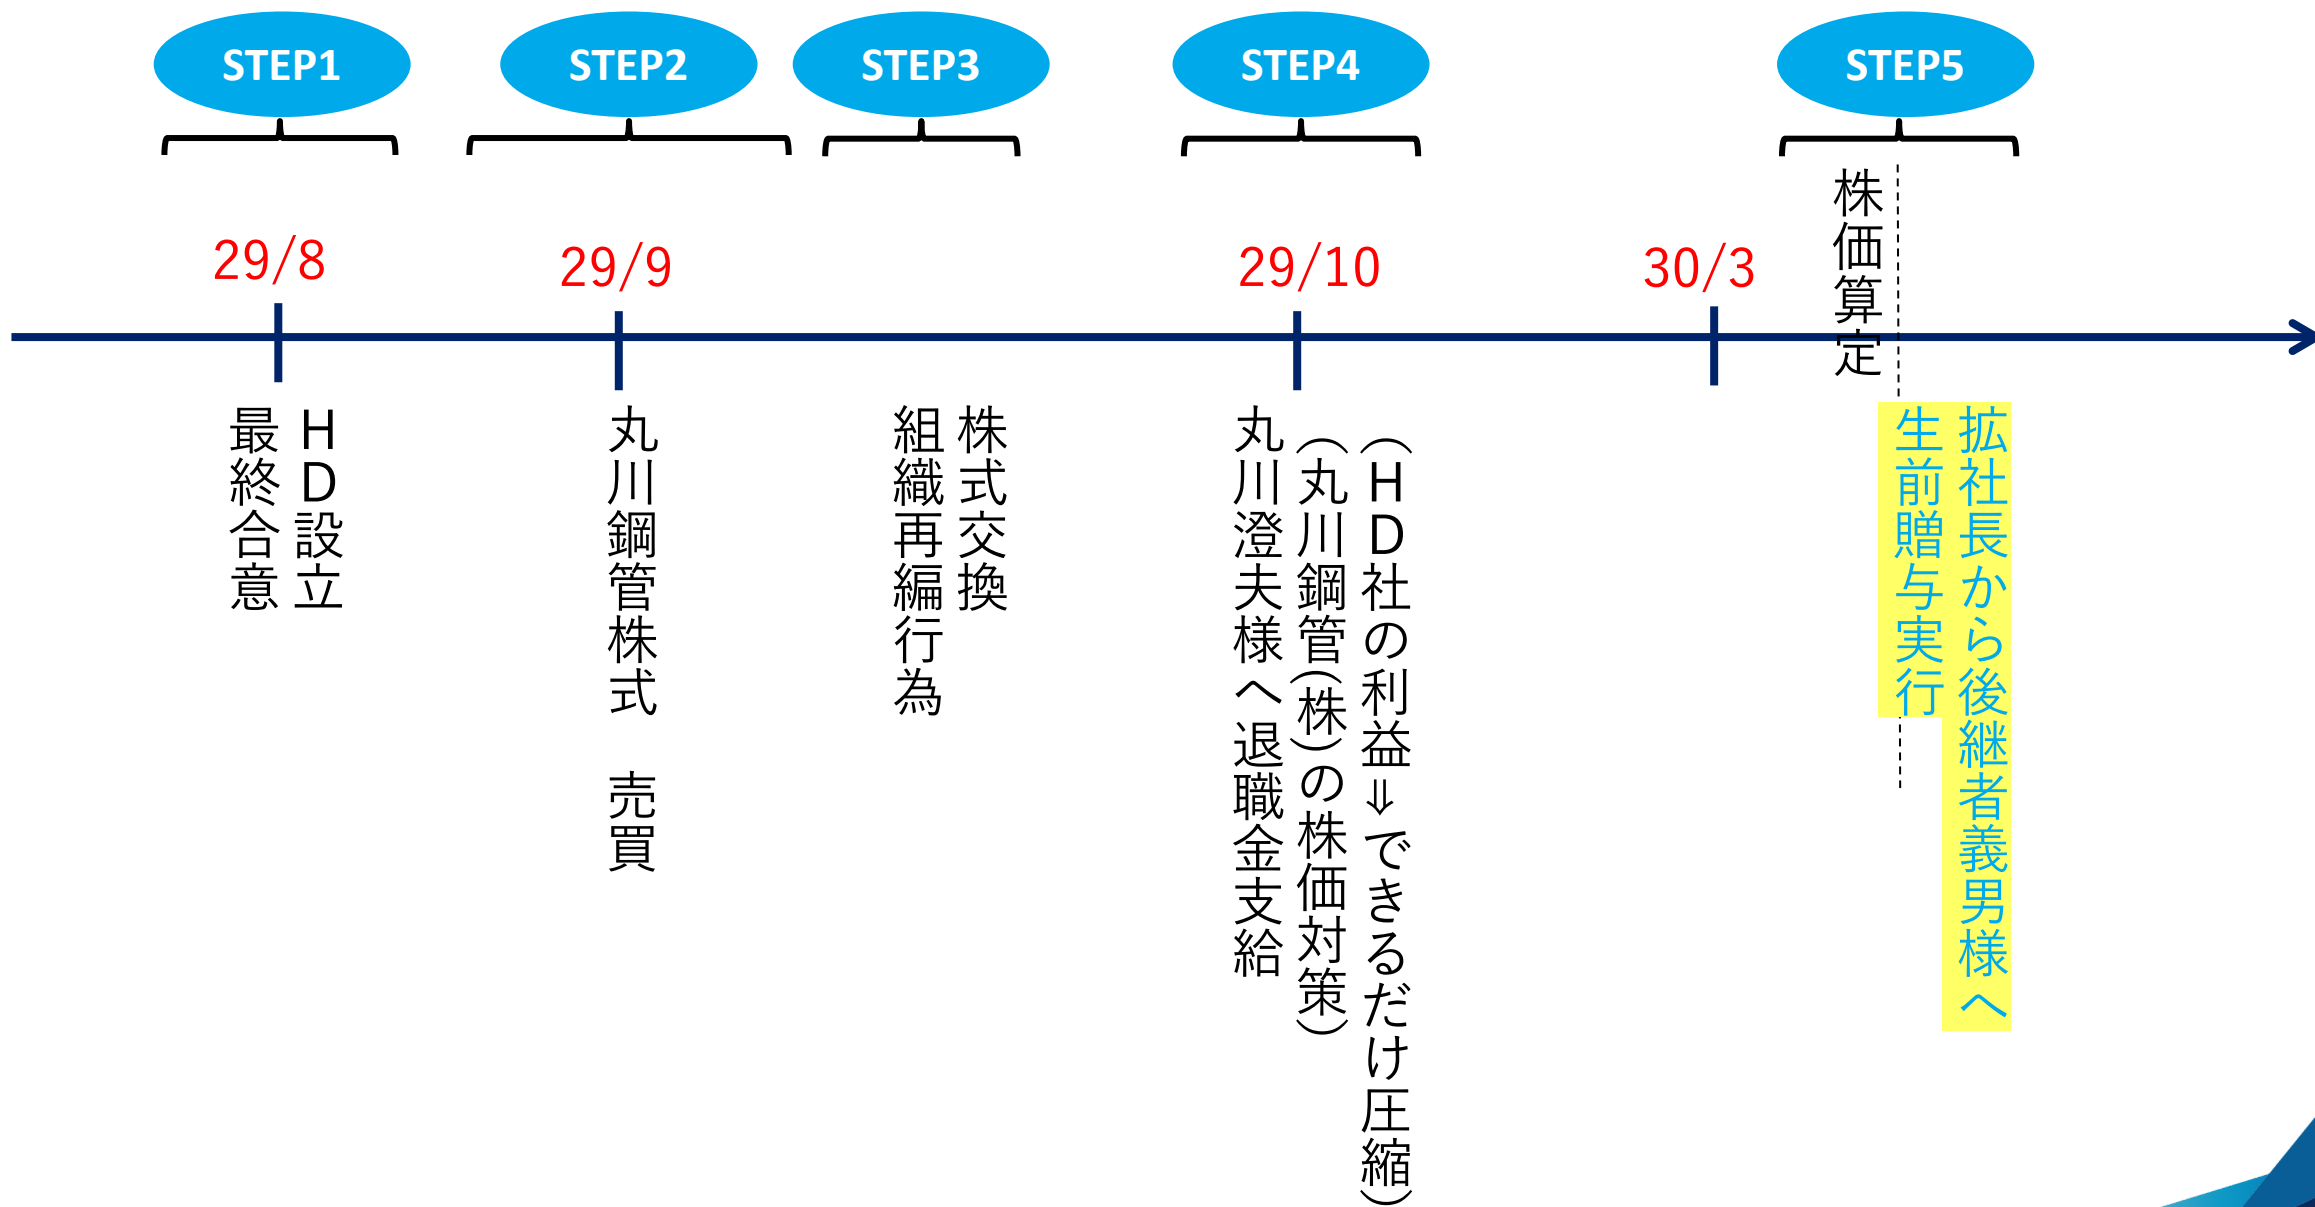 STEP1
STEP2
STEP3
STEP4
STEP5
29/8
29/9
29/10
30/3
株価算定
HD設立
最終合意
丸川鋼管株式　売買
株式交換
組織再編行為
(HD社の利益⇒できるだけ圧縮)
(丸川鋼管(株)の株価対策)
丸川澄夫様へ退職金支給
拡社長から後継者義男様へ
生前贈与実行